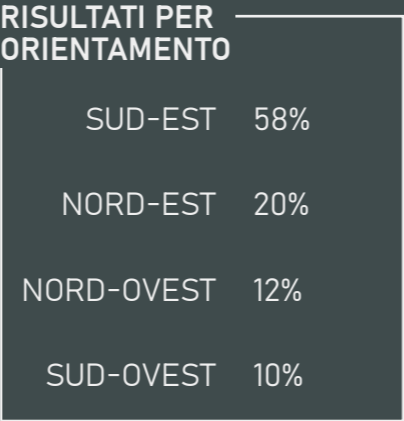 RISULTATI PER
ORIENTAMENTO
SUD-EST 58%
NORD-EST 20%
NORD-OVEST 12%
SUD-OVEST 10%